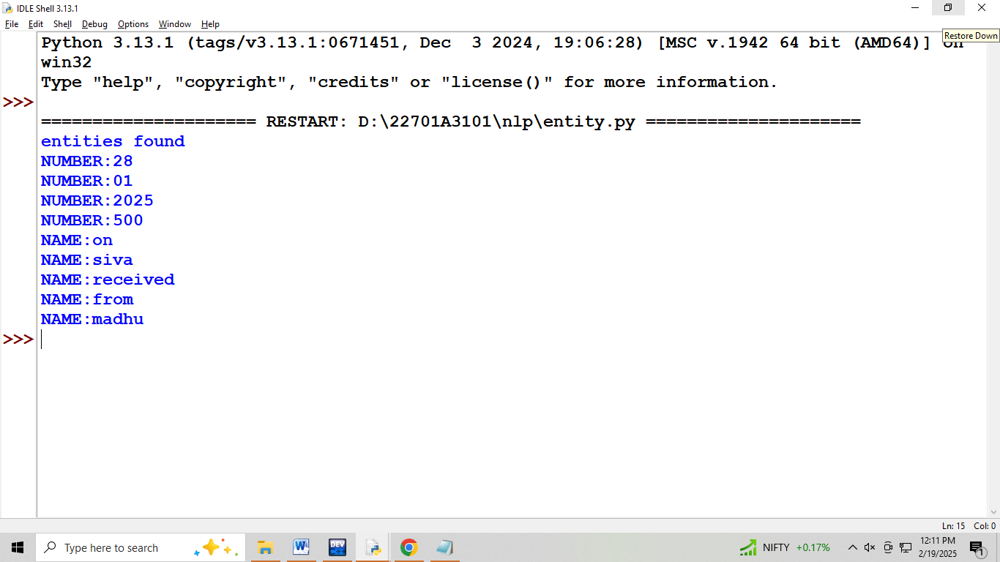 IDLE Shell 3.13.1
File Edit Shell Debug Options Window Help
Restore Down
Python 3.13.1 (tags/v3.13.1:0671451, Dec  3 2024, 19:06:28) [MSC v.1942 64 bit (AMD64)] on
win32
Type "help", "copyright", "credits" or "license()" for more information.
>>>
===================== RESTART: D:\22701A3101\nlp\entity.py =====================
entities found
NUMBER:28
NUMBER:01
NUMBER:2025
NUMBER:500
NAME:on
NAME:siva
NAME:received
NAME:from
NAME:madhu
>>>
Ln: 15 Col: 0
Type here to search
W
DEV
NIFTY +0.17%
12:11 PM
2/19/2025
1